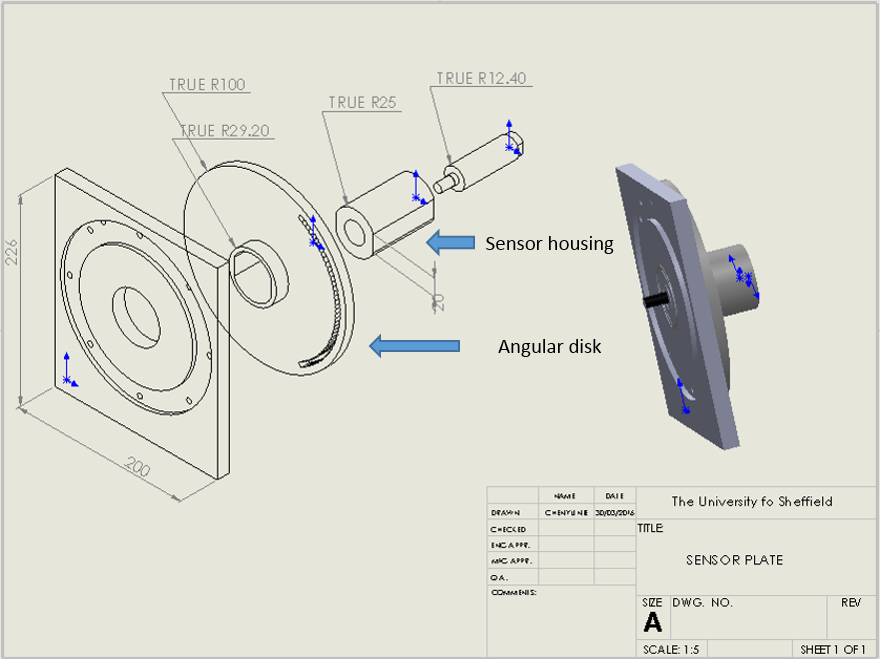 TRUE R100
TRUE R29.20
TRUE R25
TRUE R12.40
226
200
20
Sensor housing
Angular disk
NAME
DATE
DRAWN
30/03/2016
CHECKED
ENG APPR.
MFG APPR.
Q.A.
COMMENTS:
The University fo Sheffield
TITLE:
SENSOR PLATE
SIZE
A
DWG. NO.
REV
SCALE: 1:5
SHEET 1 OF 1